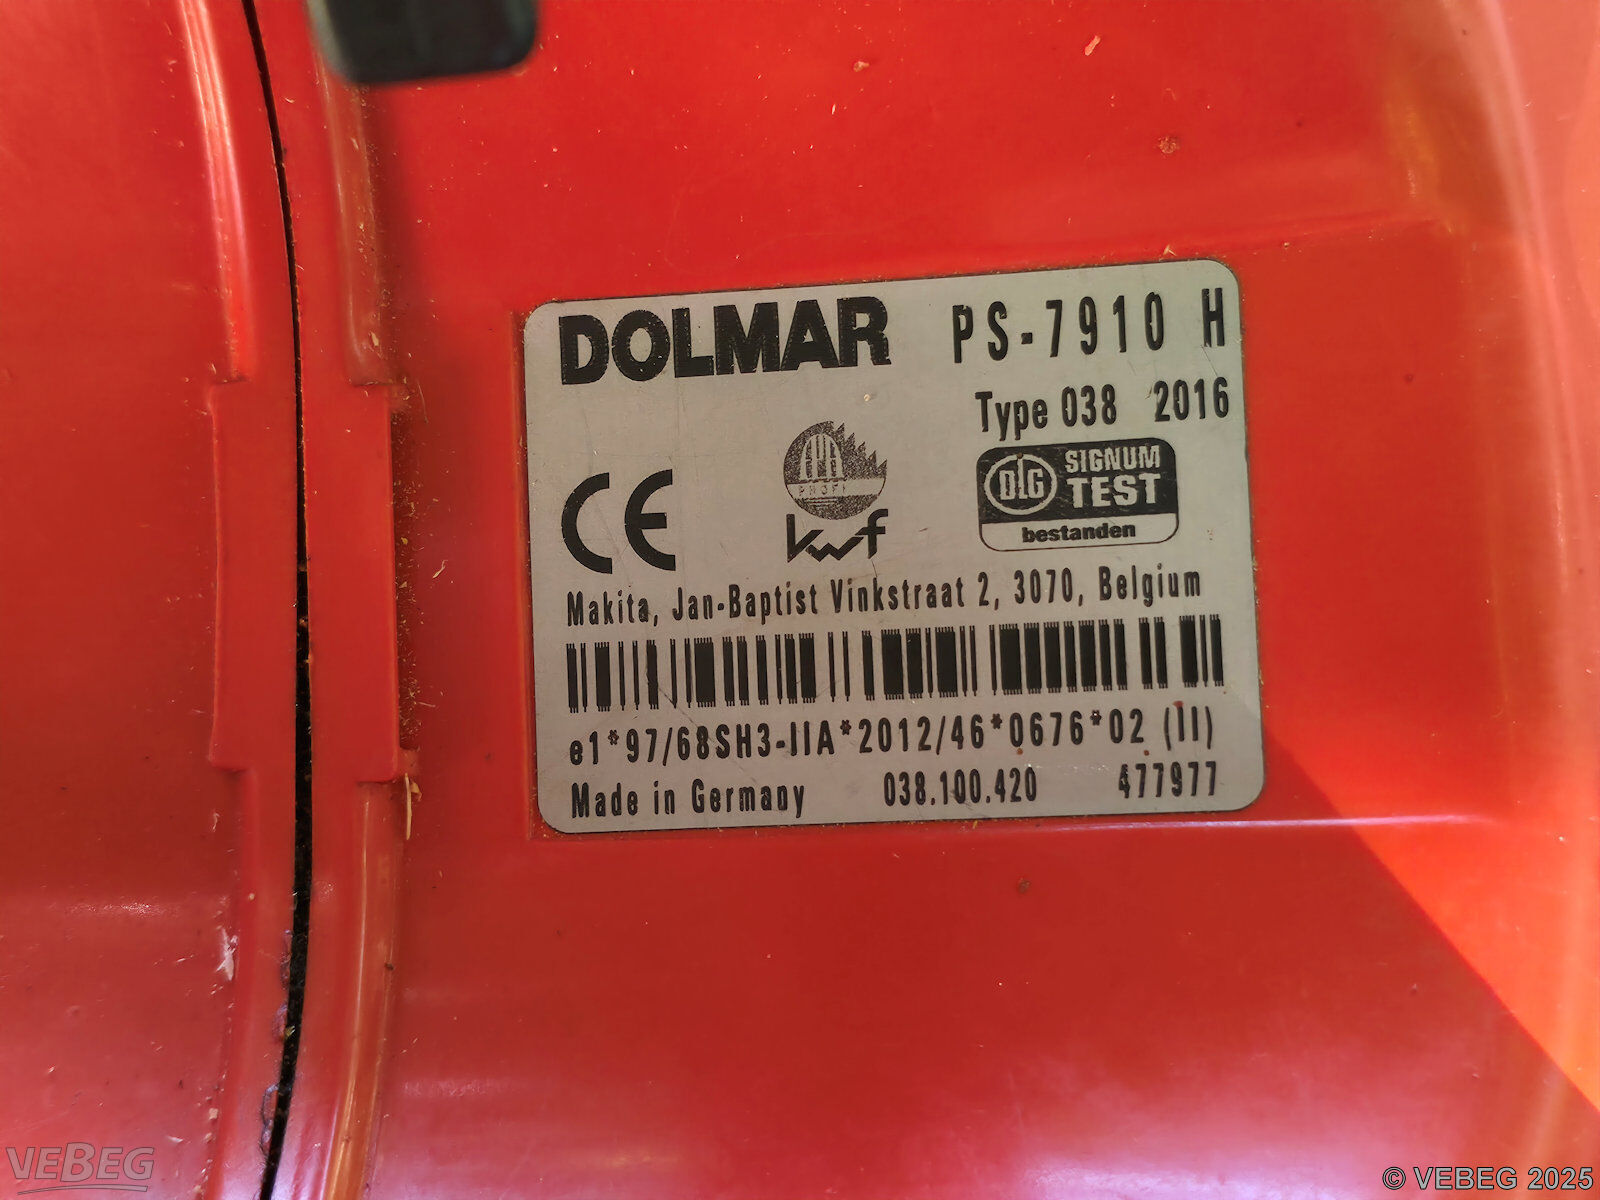 DOLMAR PS-7910 H
Type 038 2016
CE
PROFI
kwf
DLG SIGNUM TEST
bestanden
Makita, Jan-Baptist Vinkstraat 2, 3070, Belgium
e1*97/68SH3-IIA*2012/46*0676*02 (II)
Made in Germany 038.100.420 477977
VEBEG
© VEBEG 2025